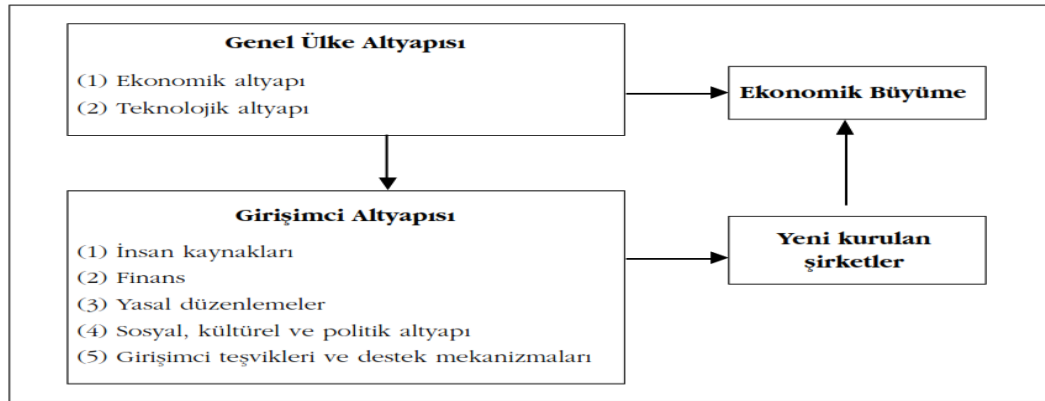 Genel Ülke Altyapısı
(1) Ekonomik altyapı
(2) Teknolojik altyapı
Ekonomik Büyüme
Girişimci Altyapısı
(1) İnsan kaynakları
(2) Finans
(3) Yasal düzenlemeler
(4) Sosyal, kültürel ve politik altyapı
(5) Girişimci teşvikleri ve destek mekanizmaları
Yeni kurulan
şirketler